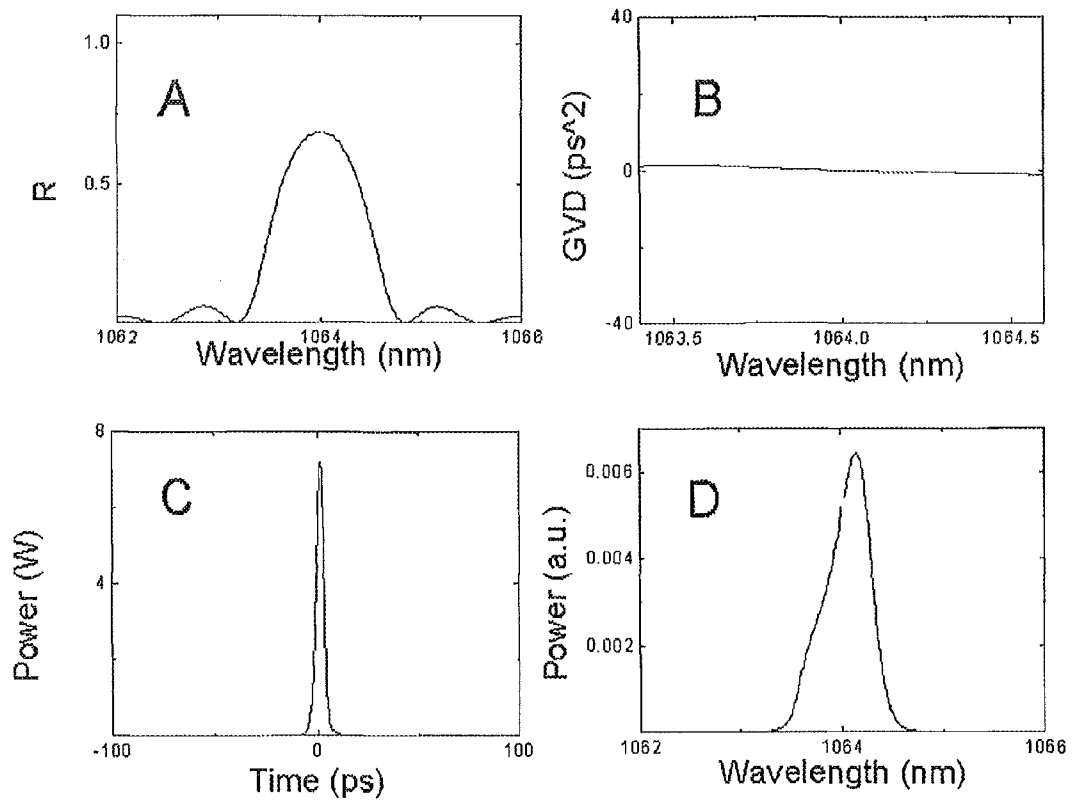 1.0
A
0.5
R
1062
1064
1066
Wavelength (nm)
40
B
0
GVD (ps^2)
-40
1063.5
1064.0
1064.5
Wavelength (nm)
8
C
4
Power (W)
-100
0
100
Time (ps)
0.006
D
0.004
Power (a.u.)
0.002
1062
1064
1066
Wavelength (nm)